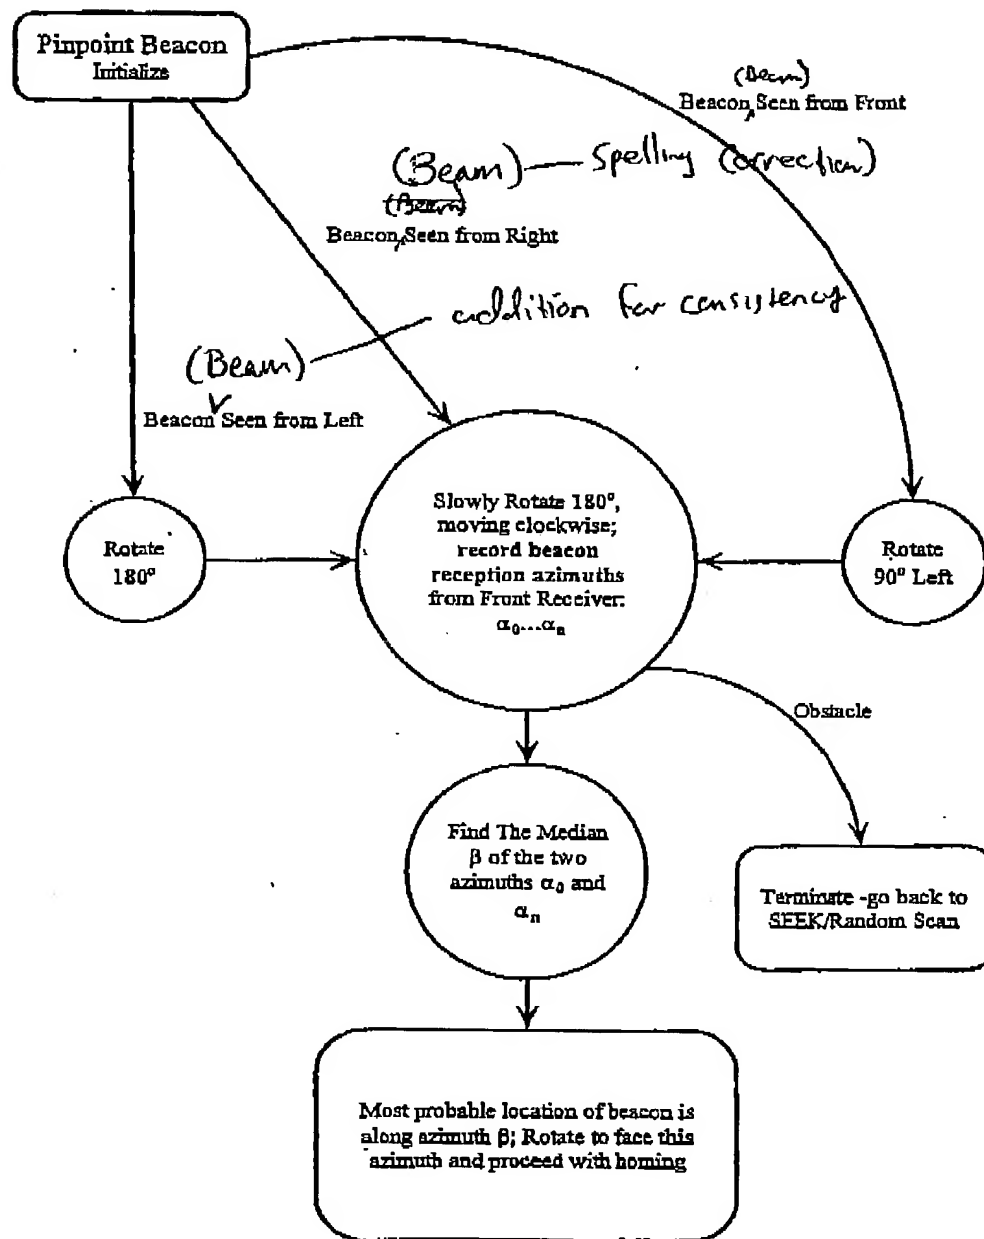 Pinpoint Beacon
Initialize
(Beam)
Beacon Seen from Front
(Beam) — Spelling Correction)
(Beam)
Beacon Seen from Right
addition for consistency
(Beam)
Beacon Seen from Left
Rotate
180°
Slowly Rotate 180°,
moving clockwise;
record beacon
reception azimuths
from Front Receiver:
α₀...αₙ
Rotate
90° Left
Obstacle
Find The Median
β of the two
azimuths α₀ and
αₙ
Terminate -go back to
SEEK/Random Scan
Most probable location of beacon is
along azimuth β; Rotate to face this
azimuth and proceed with homing